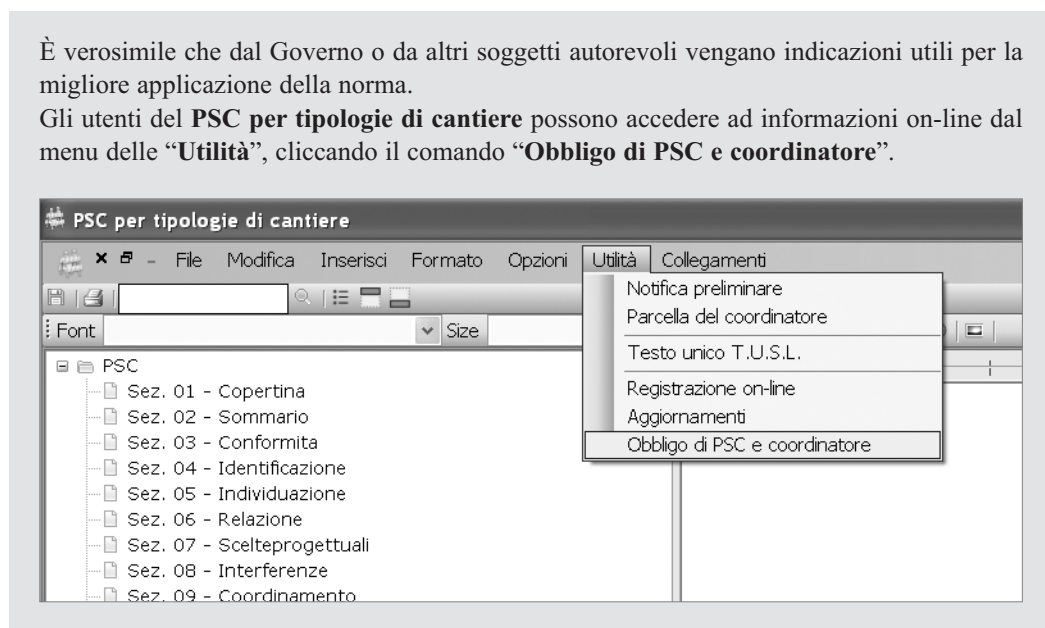 È verosimile che dal Governo o da altri soggetti autorevoli vengano indicazioni utili per la
migliore applicazione della norma.
Gli utenti del PSC per tipologie di cantiere possono accedere ad informazioni on-line dal
menu delle “Utilità”, cliccando il comando “Obbligo di PSC e coordinatore”.
PSC per tipologie di cantiere
File Modifica Inserisci Formato Opzioni Utilità Collegamenti
Notifica preliminare
Parcella del coordinatore
Testo unico T.U.S.L.
Registrazione on-line
Aggiornamenti
Obbligo di PSC e coordinatore
Font Size
PSC
Sez. 01 - Copertina
Sez. 02 - Sommario
Sez. 03 - Conformita
Sez. 04 - Identificazione
Sez. 05 - Individuazione
Sez. 06 - Relazione
Sez. 07 - Scelteprogettuali
Sez. 08 - Interferenze
Sez. 09 - Coordinamento